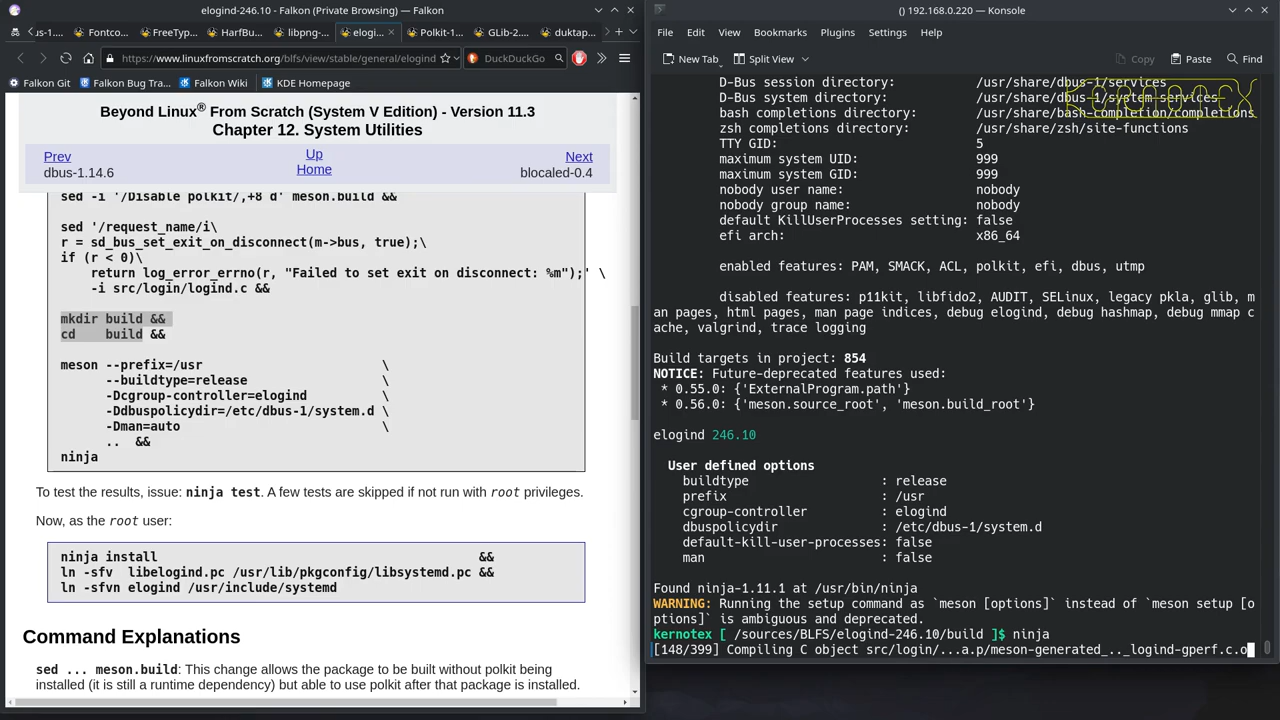 elogind-246.10 - Falkon (Private Browsing) — Falkon
us-1....
Fontco...
FreeTyp...
HarfBu...
libpng-...
elogi...
Polkit-1...
GLib-2....
duktap...
https://www.linuxfromscratch.org/blfs/view/stable/general/elogind
DuckDuckGo
Falkon Git
Falkon Bug Tra...
Falkon Wiki
KDE Homepage
Beyond Linux® From Scratch (System V Edition) - Version 11.3
Chapter 12. System Utilities
Prev
Up
Next
dbus-1.14.6
Home
blocaled-0.4
sed -i '/Disable polkit/,+8 d' meson.build &&
sed '/request_name/i\
r = sd_bus_set_exit_on_disconnect(m->bus, true);\
if (r < 0)\
    return log_error_errno(r, "Failed to set exit on disconnect: %m");' \
    -i src/login/logind.c &&
mkdir build &&
cd    build &&
meson --prefix=/usr                        \
      --buildtype=release                  \
      -Dcgroup-controller=elogind          \
      -Ddbuspolicydir=/etc/dbus-1/system.d \
      -Dman=auto                           \
      ..  &&
ninja
To test the results, issue: ninja test. A few tests are skipped if not run with root privileges.
Now, as the root user:
ninja install                                           &&
ln -sfv  libelogind.pc /usr/lib/pkgconfig/libsystemd.pc &&
ln -sfvn elogind /usr/include/systemd
Command Explanations
sed ... meson.build: This change allows the package to be built without polkit being
installed (it is still a runtime dependency) but able to use polkit after that package is installed.
() 192.168.0.220 — Konsole
File
Edit
View
Bookmarks
Plugins
Settings
Help
New Tab
Split View
Copy
Paste
Find
kernotex
D-Bus session directory: /usr/share/dbus-1/services
D-Bus system directory: /usr/share/dbus-1/system-services
bash completions directory: /usr/share/bash-completion/completions
zsh completions directory: /usr/share/zsh/site-functions
TTY GID: 5
maximum system UID: 999
maximum system GID: 999
nobody user name: nobody
nobody group name: nobody
default KillUserProcesses setting: false
efi arch: x86_64
enabled features: PAM, SMACK, ACL, polkit, efi, dbus, utmp
disabled features: p11kit, libfido2, AUDIT, SELinux, legacy pkla, glib, m
an pages, html pages, man page indices, debug elogind, debug hashmap, debug mmap c
ache, valgrind, trace logging
Build targets in project: 854
NOTICE: Future-deprecated features used:
 * 0.55.0: {'ExternalProgram.path'}
 * 0.56.0: {'meson.source_root', 'meson.build_root'}
elogind 246.10
User defined options
buildtype : release
prefix : /usr
cgroup-controller : elogind
dbuspolicydir : /etc/dbus-1/system.d
default-kill-user-processes: false
man : false
Found ninja-1.11.1 at /usr/bin/ninja
WARNING: Running the setup command as `meson [options]` instead of `meson setup [o
ptions]` is ambiguous and deprecated.
kernotex [ /sources/BLFS/elogind-246.10/build ]$ ninja
[148/399] Compiling C object src/login/...a.p/meson-generated_.._logind-gperf.c.o